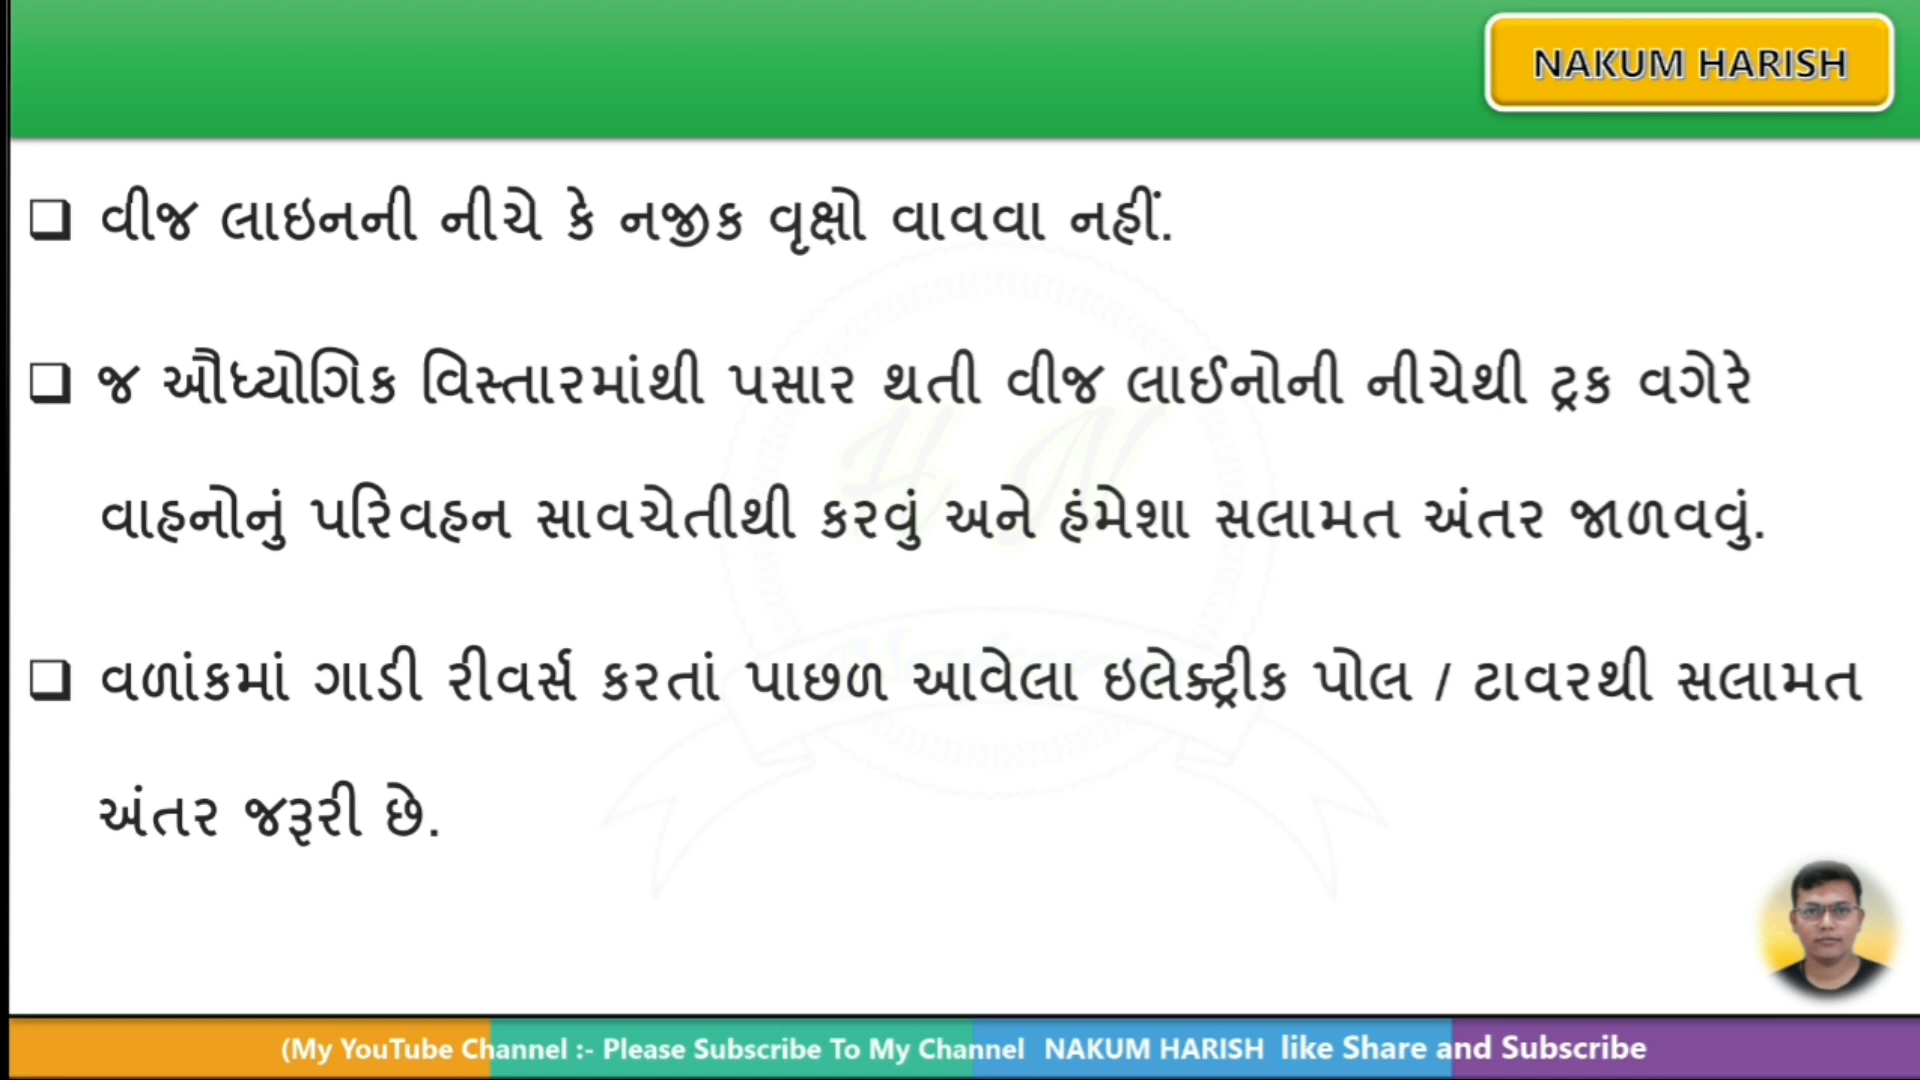 NAKUM HARISH
❑ વીજ લાઇનની નીચે કે નજીક વૃક્ષો વાવવા નહીં.
❑ જ ઔધ્યોગિક વિસ્તારમાંથી પસાર થતી વીજ લાઈનોની નીચેથી ટ્રક વગેરે
વાહનોનું પરિવહન સાવચેતીથી કરવું અને હંમેશા સલામત અંતર જાળવવું.
❑ વળાંકમાં ગાડી રીવર્સ કરતાં પાછળ આવેલા ઇલેક્ટ્રીક પોલ / ટાવરથી સલામત
અંતર જરૂરી છે.
(My YouTube Channel :- Please Subscribe To My Channel NAKUM HARISH like Share and Subscribe